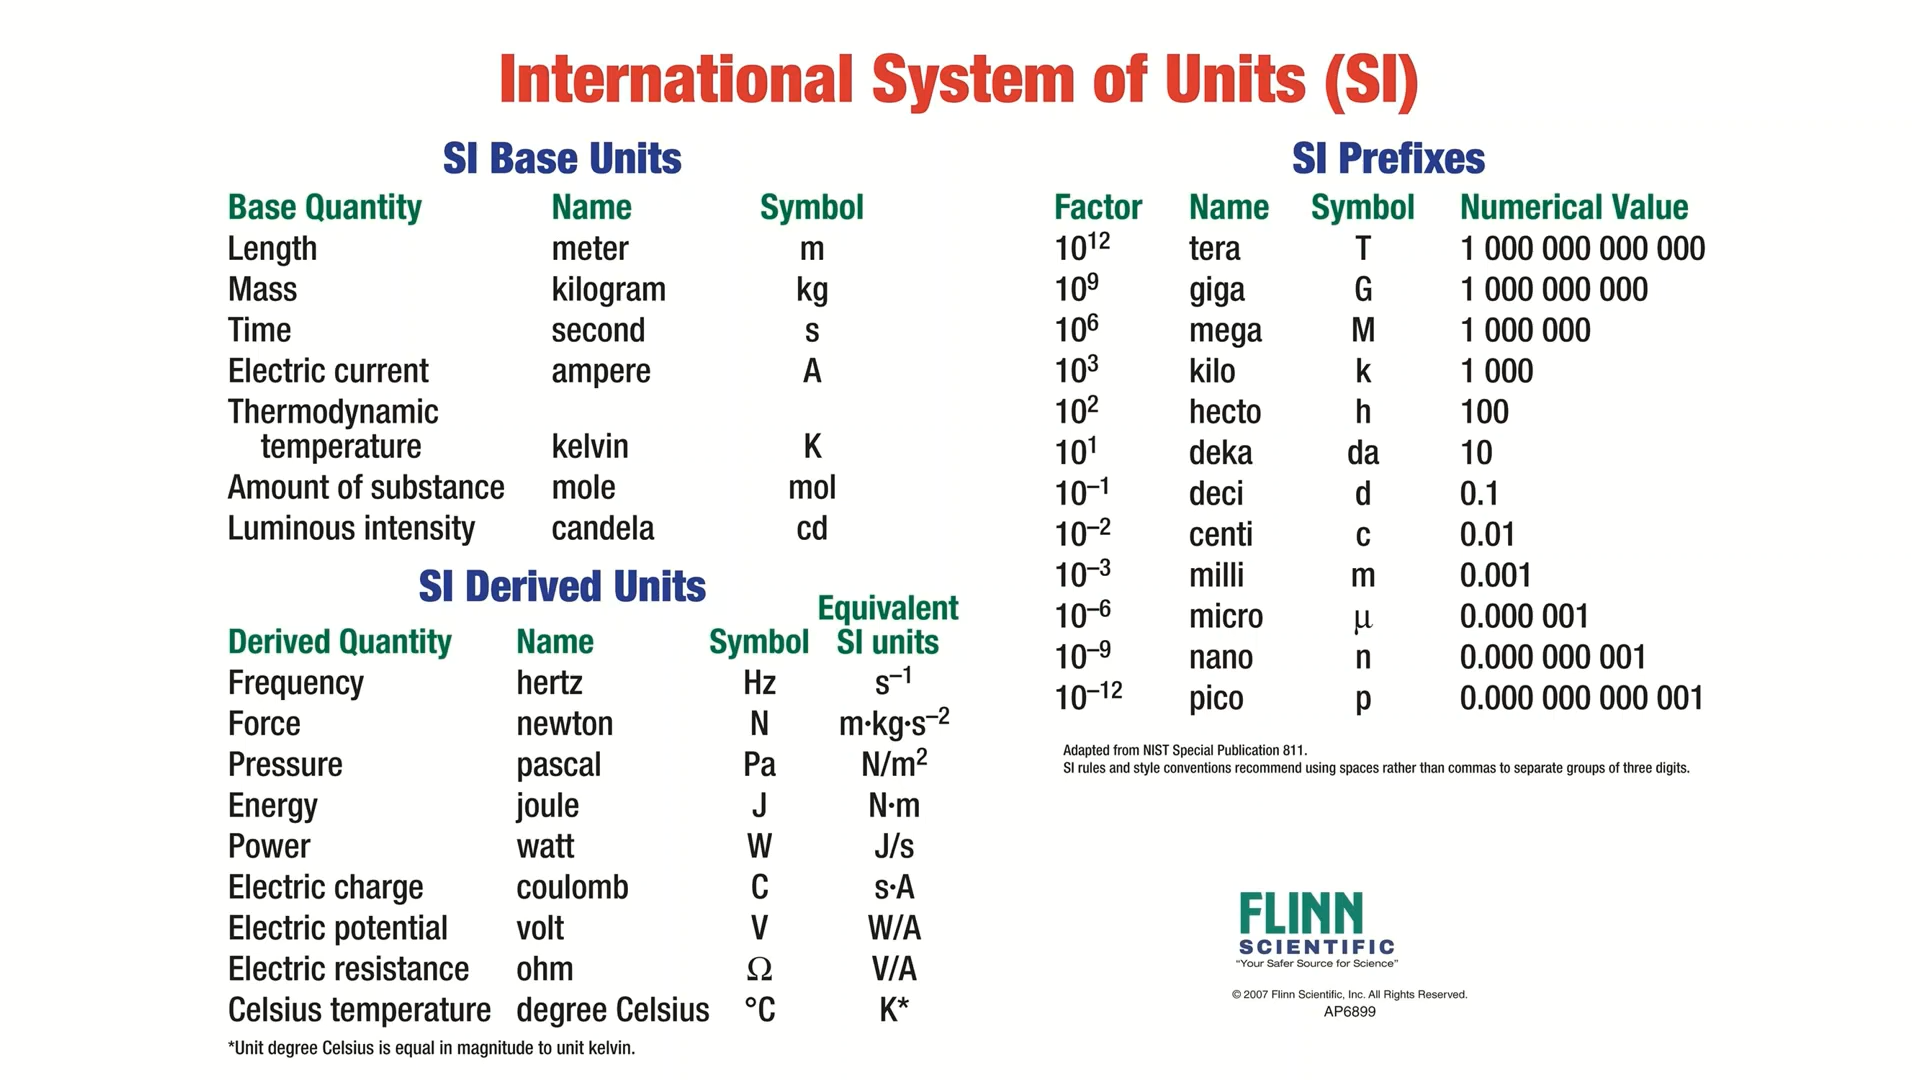 International System of Units (SI)
SI Base Units
Base Quantity Name Symbol
Length meter m
Mass kilogram kg
Time second s
Electric current ampere A
Thermodynamic
temperature kelvin K
Amount of substance mole mol
Luminous intensity candela cd
SI Derived Units
Equivalent
Derived Quantity Name Symbol SI units
Frequency hertz Hz s⁻¹
Force newton N m·kg·s⁻²
Pressure pascal Pa N/m²
Energy joule J N·m
Power watt W J/s
Electric charge coulomb C s·A
Electric potential volt V W/A
Electric resistance ohm Ω V/A
Celsius temperature degree Celsius °C K*
*Unit degree Celsius is equal in magnitude to unit kelvin.
SI Prefixes
Factor Name Symbol Numerical Value
10¹² tera T 1 000 000 000 000
10⁹ giga G 1 000 000 000
10⁶ mega M 1 000 000
10³ kilo k 1 000
10² hecto h 100
10¹ deka da 10
10⁻¹ deci d 0.1
10⁻² centi c 0.01
10⁻³ milli m 0.001
10⁻⁶ micro μ 0.000 001
10⁻⁹ nano n 0.000 000 001
10⁻¹² pico p 0.000 000 000 001
Adapted from NIST Special Publication 811.
SI rules and style conventions recommend using spaces rather than commas to separate groups of three digits.
FLINN
SCIENTIFIC
“Your Safer Source for Science”
© 2007 Flinn Scientific, Inc. All Rights Reserved.
AP6899